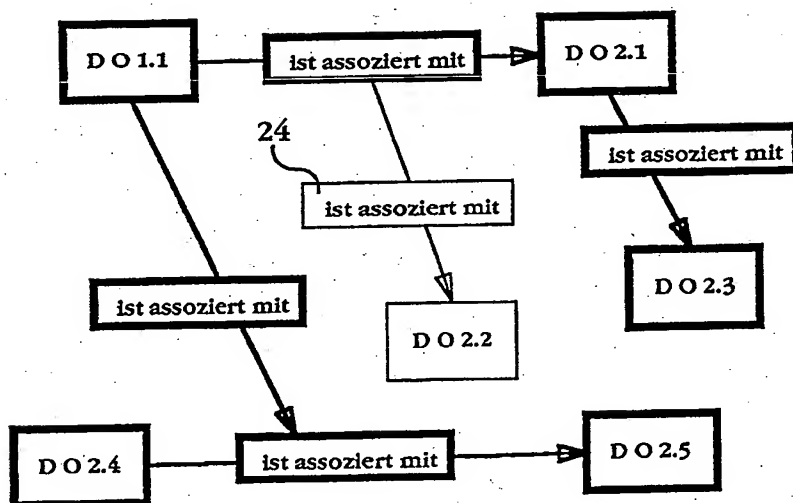 D O 1.1
ist assoziert mit
D O 2.1
24
ist assoziert mit
ist assoziert mit
D O 2.3
ist assoziert mit
D O 2.2
D O 2.4
ist assoziert mit
D O 2.5